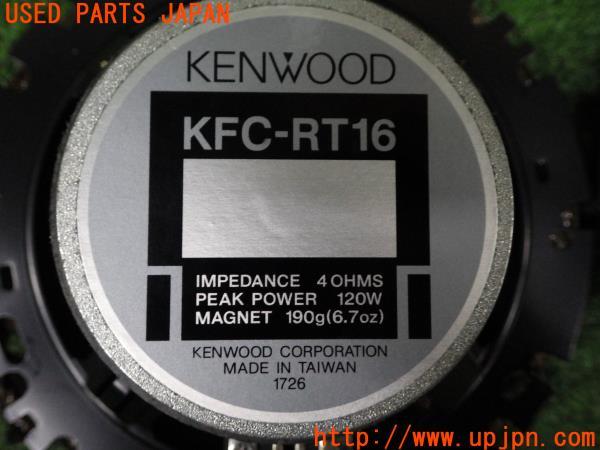 USED PARTS JAPAN
KENWOOD
KFC-RT16
IMPEDANCE 4 OHMS
PEAK POWER 120W
MAGNET 190g(6.7oz)
KENWOOD CORPORATION
MADE IN TAIWAN
1726
UPJ
http://www.upjpn.com/